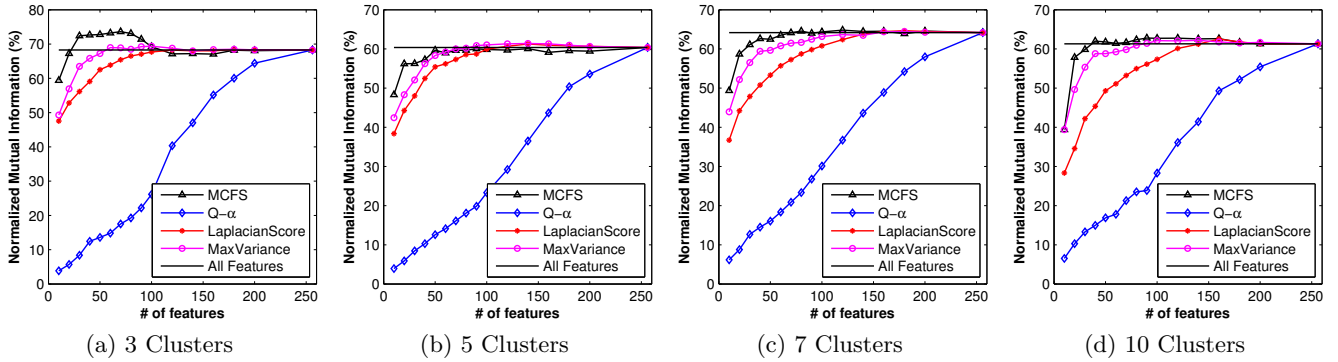 80
70
60
50
40
30
20
10
0
Normalized Mutual Information (%)
MCFS
Q−α
LaplacianScore
MaxVariance
All Features
0 50 100 150 200 250
# of features
(a) 3 Clusters
70
60
50
40
30
20
10
0
Normalized Mutual Information (%)
MCFS
Q−α
LaplacianScore
MaxVariance
All Features
0 50 100 150 200 250
# of features
(b) 5 Clusters
70
60
50
40
30
20
10
0
Normalized Mutual Information (%)
MCFS
Q−α
LaplacianScore
MaxVariance
All Features
0 50 100 150 200 250
# of features
(c) 7 Clusters
70
60
50
40
30
20
10
0
Normalized Mutual Information (%)
MCFS
Q−α
LaplacianScore
MaxVariance
All Features
0 50 100 150 200 250
# of features
(d) 10 Clusters